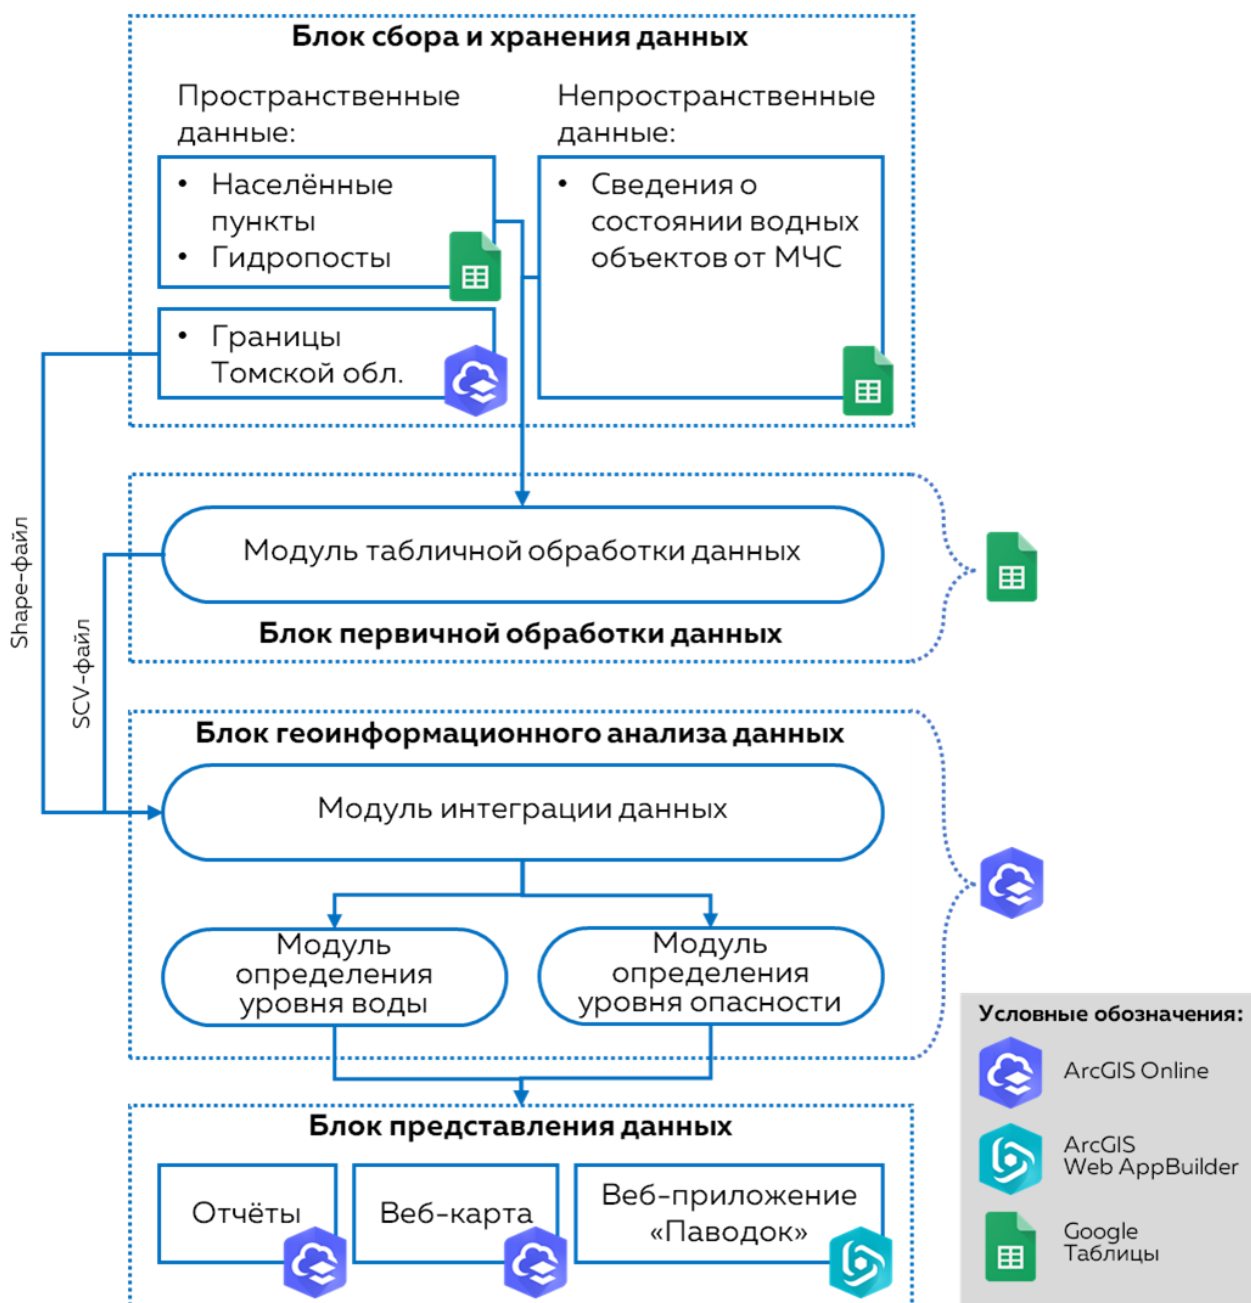 Блок сбора и хранения данных
Пространственные
данные:
• Населённые
пункты
• Гидропосты
• Границы
Томской обл.
Непространственные
данные:
• Сведения о
состоянии водных
объектов от МЧС
Shape-файл
SCV-файл
Модуль табличной обработки данных
Блок первичной обработки данных
Блок геоинформационного анализа данных
Модуль интеграции данных
Модуль
определения
уровня воды
Модуль
определения
уровня опасности
Блок представления данных
Отчёты
Веб-карта
Веб-приложение
«Паводок»
Условные обозначения:
ArcGIS Online
ArcGIS
Web AppBuilder
Google
Таблицы